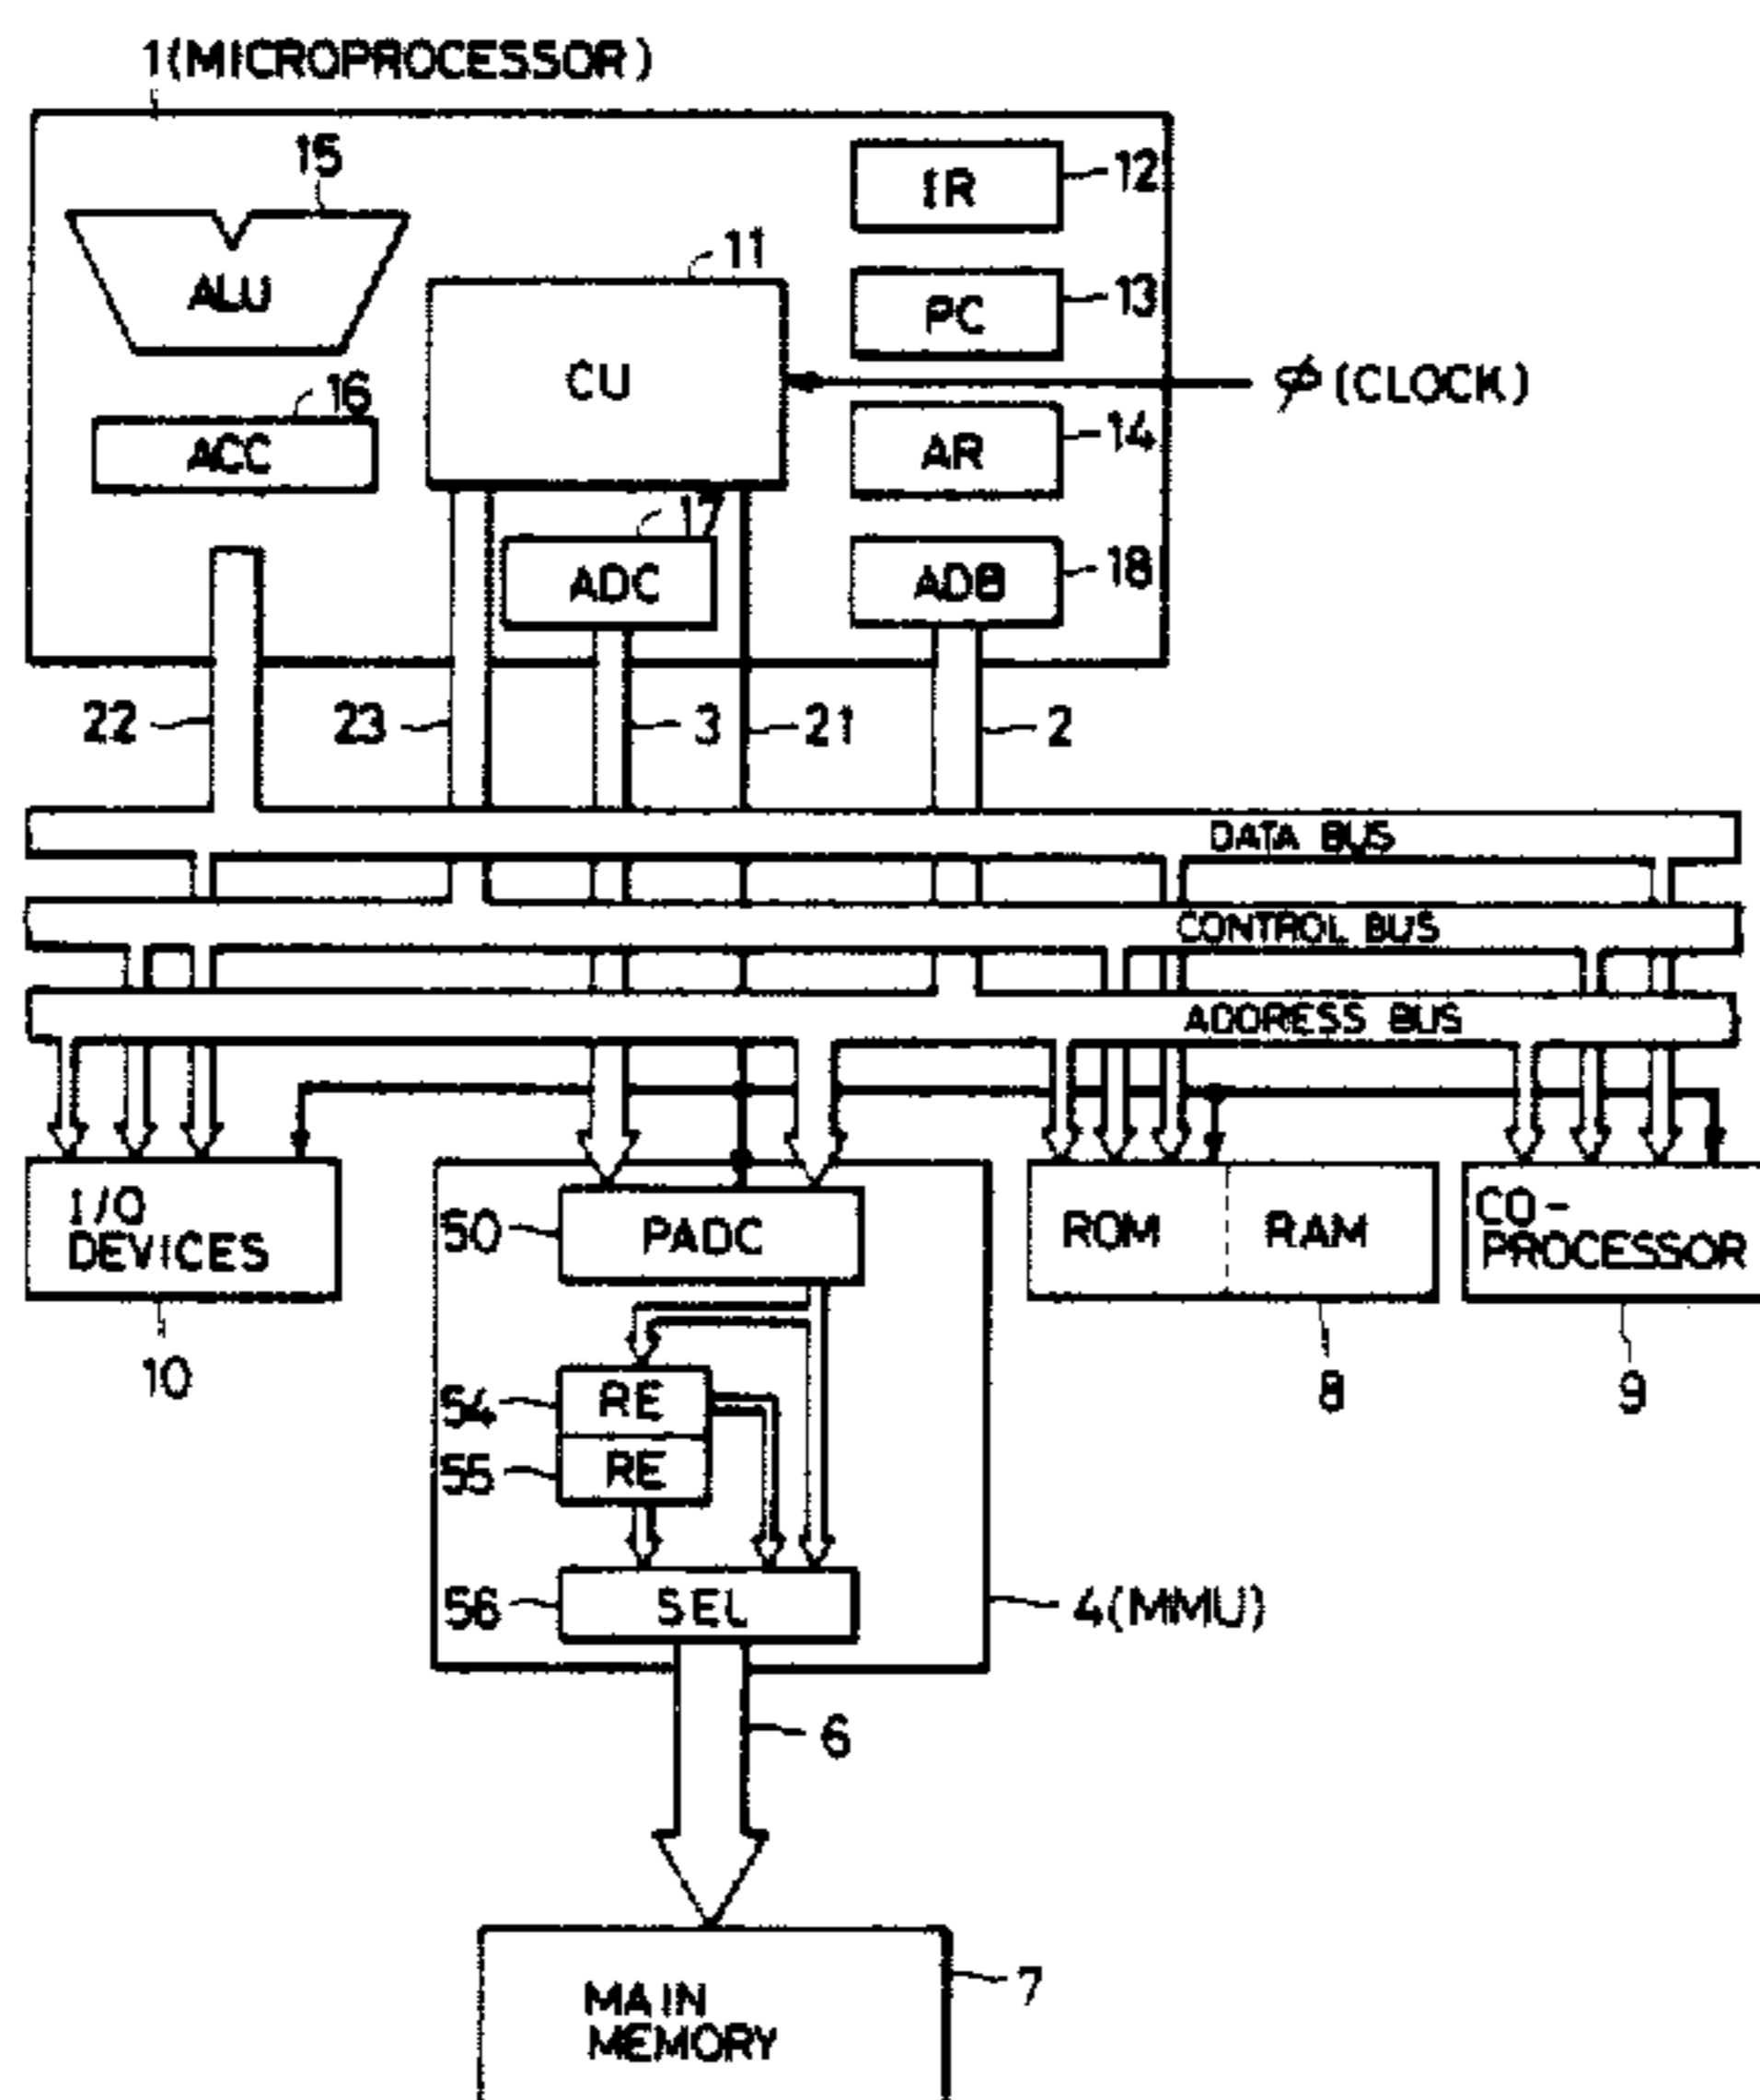 1(MICROPROCESSOR)
15
12
IR
11
13
ALU
PC
CU
φ (CLOCK)
16
14
ACC
AR
17
ADC
ADB
18
22
23
3
21
2
DATA BUS
CONTROL BUS
ADDRESS BUS
I/O
DEVICES
50
PADC
ROM
RAM
CO-
PROCESSOR
10
8
9
54
RE
55
RE
56
SEL
4(MMU)
6
7
MAIN
MEMORY